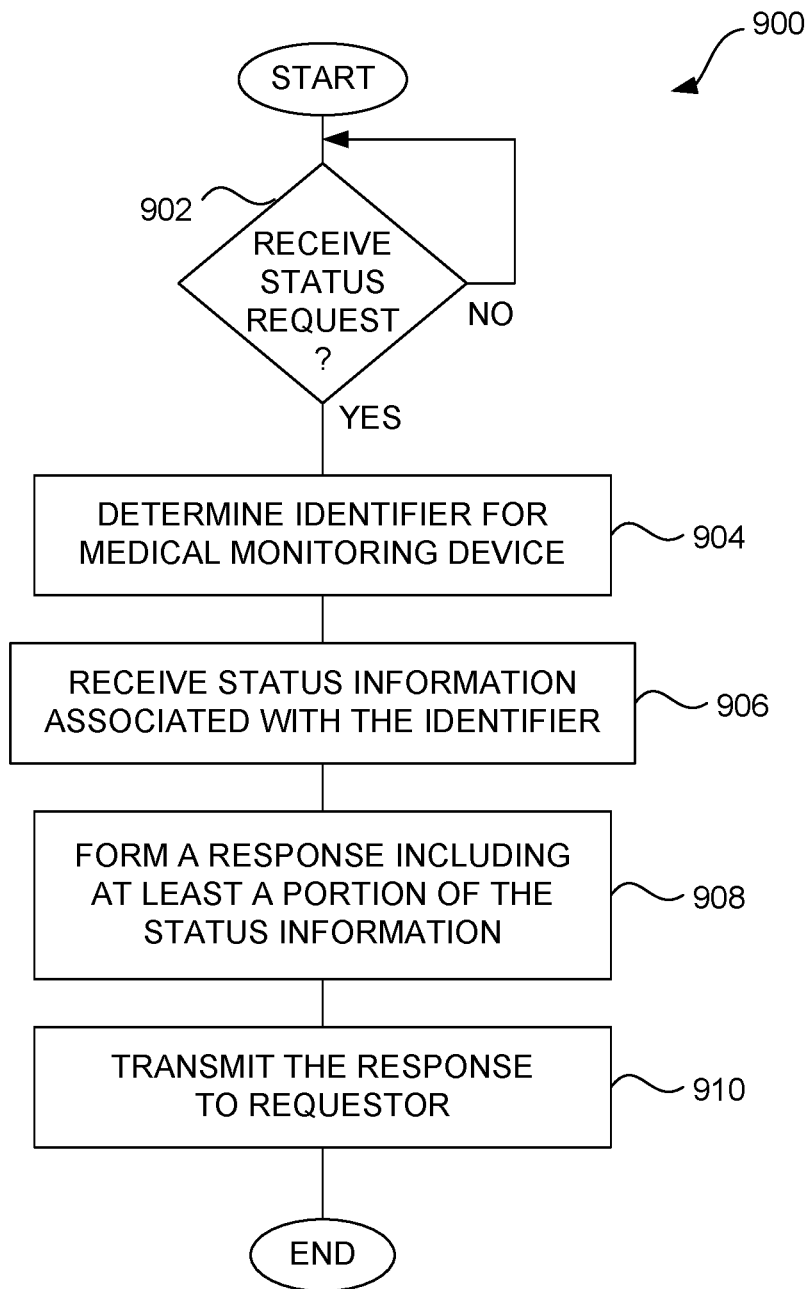 900
START
902
RECEIVE
STATUS
REQUEST
?
NO
YES
DETERMINE IDENTIFIER FOR
MEDICAL MONITORING DEVICE
904
RECEIVE STATUS INFORMATION
ASSOCIATED WITH THE IDENTIFIER
906
FORM A RESPONSE INCLUDING
AT LEAST A PORTION OF THE
STATUS INFORMATION
908
TRANSMIT THE RESPONSE
TO REQUESTOR
910
END